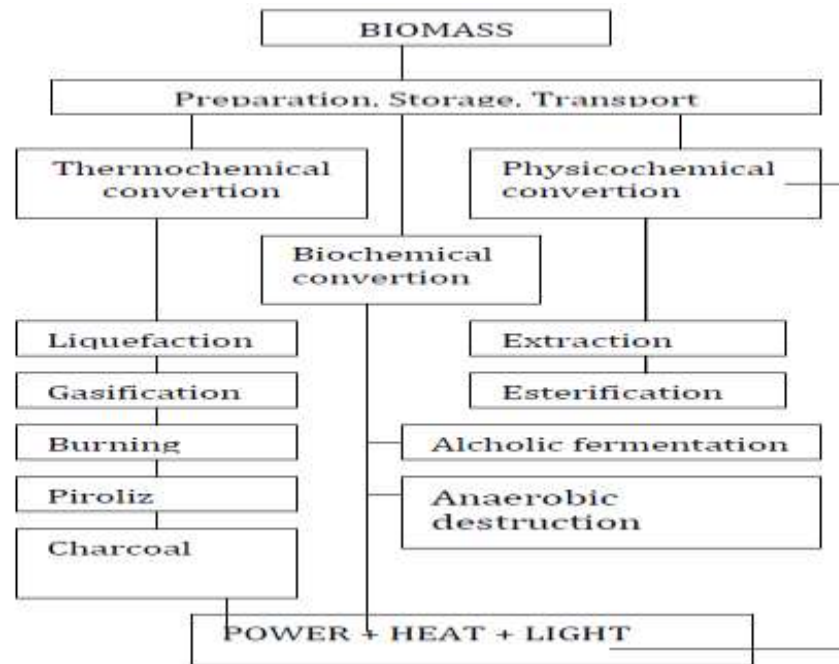 BIOMASS
Preparation, Storage, Transport
Thermochemical
convertion
Physicochemical
convertion
Biochemical
convertion
Liquefaction
Extraction
Gasification
Esterification
Burning
Alcholic fermentation
Piroliz
Anaerobic
destruction
Charcoal
POWER + HEAT + LIGHT